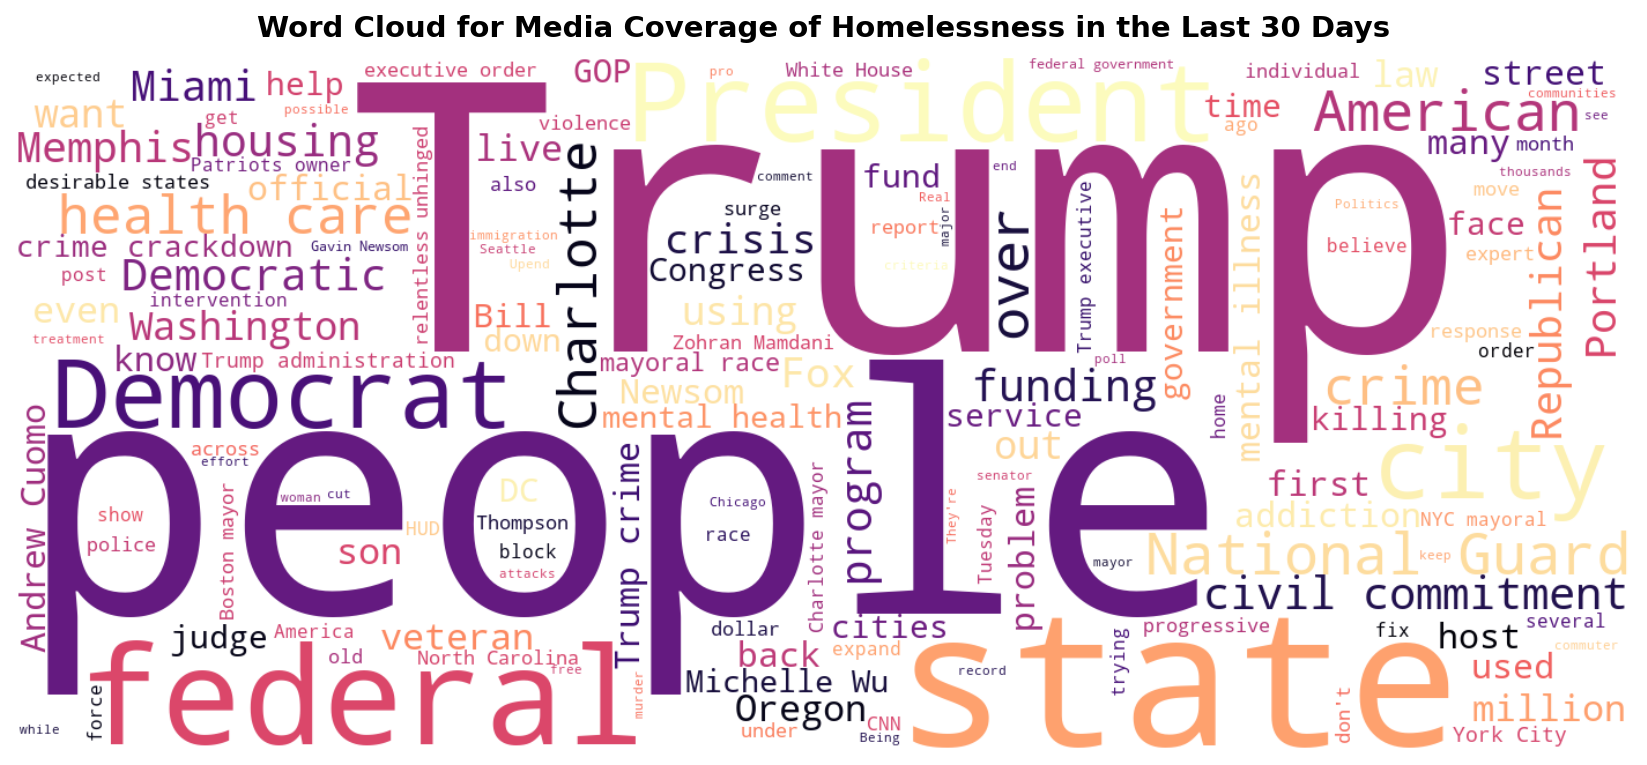 Word Cloud for Media Coverage of Homelessness in the Last 30 Days
expected
Miami
help
executive order
GOP
pro
White House
federal government
individual
law
street
want
possible
President
time
American
communities
Memphis
get
housing
violence
ago
see
Patriots owner
live
Trump
many
month
desirable states
official
relentless unhinged
also
Charlotte
comment
fund
end
thousands
health care
surge
Real
move
Portland
crime crackdown
Gavin Newsom
immigration
Seattle
crisis
report
major
over
Trump executive
government
mental illness
Politics
believe
face
Republican
expert
post
Democratic
Upend
Congress
criteria
intervention
even
Washington
Bill
using
response
treatment
down
Zohran Mamdani
order
know
Trump administration
mayoral race
Fox
poll
Democrat
Newsom
funding
home
crime
mental health
service
killing
Andrew Cuomo
people
program
out
city
across
effort
Trump crime
Charlotte mayor
senator
first
Boston mayor
woman
cut
DC
Chicago
They're
Tuesday
problem
show
HUD
Thompson
race
addiction
NYC mayoral
police
son
block
attacks
mayor
National Guard
keep
civil commitment
judge
America
veteran
dollar
cities
progressive
fix
several
old
North Carolina
free
back
expand
trying
host
commuter
federal
force
murder
Michelle Wu
record
state
used
Oregon
CNN
don't
million
while
under
Being
York City